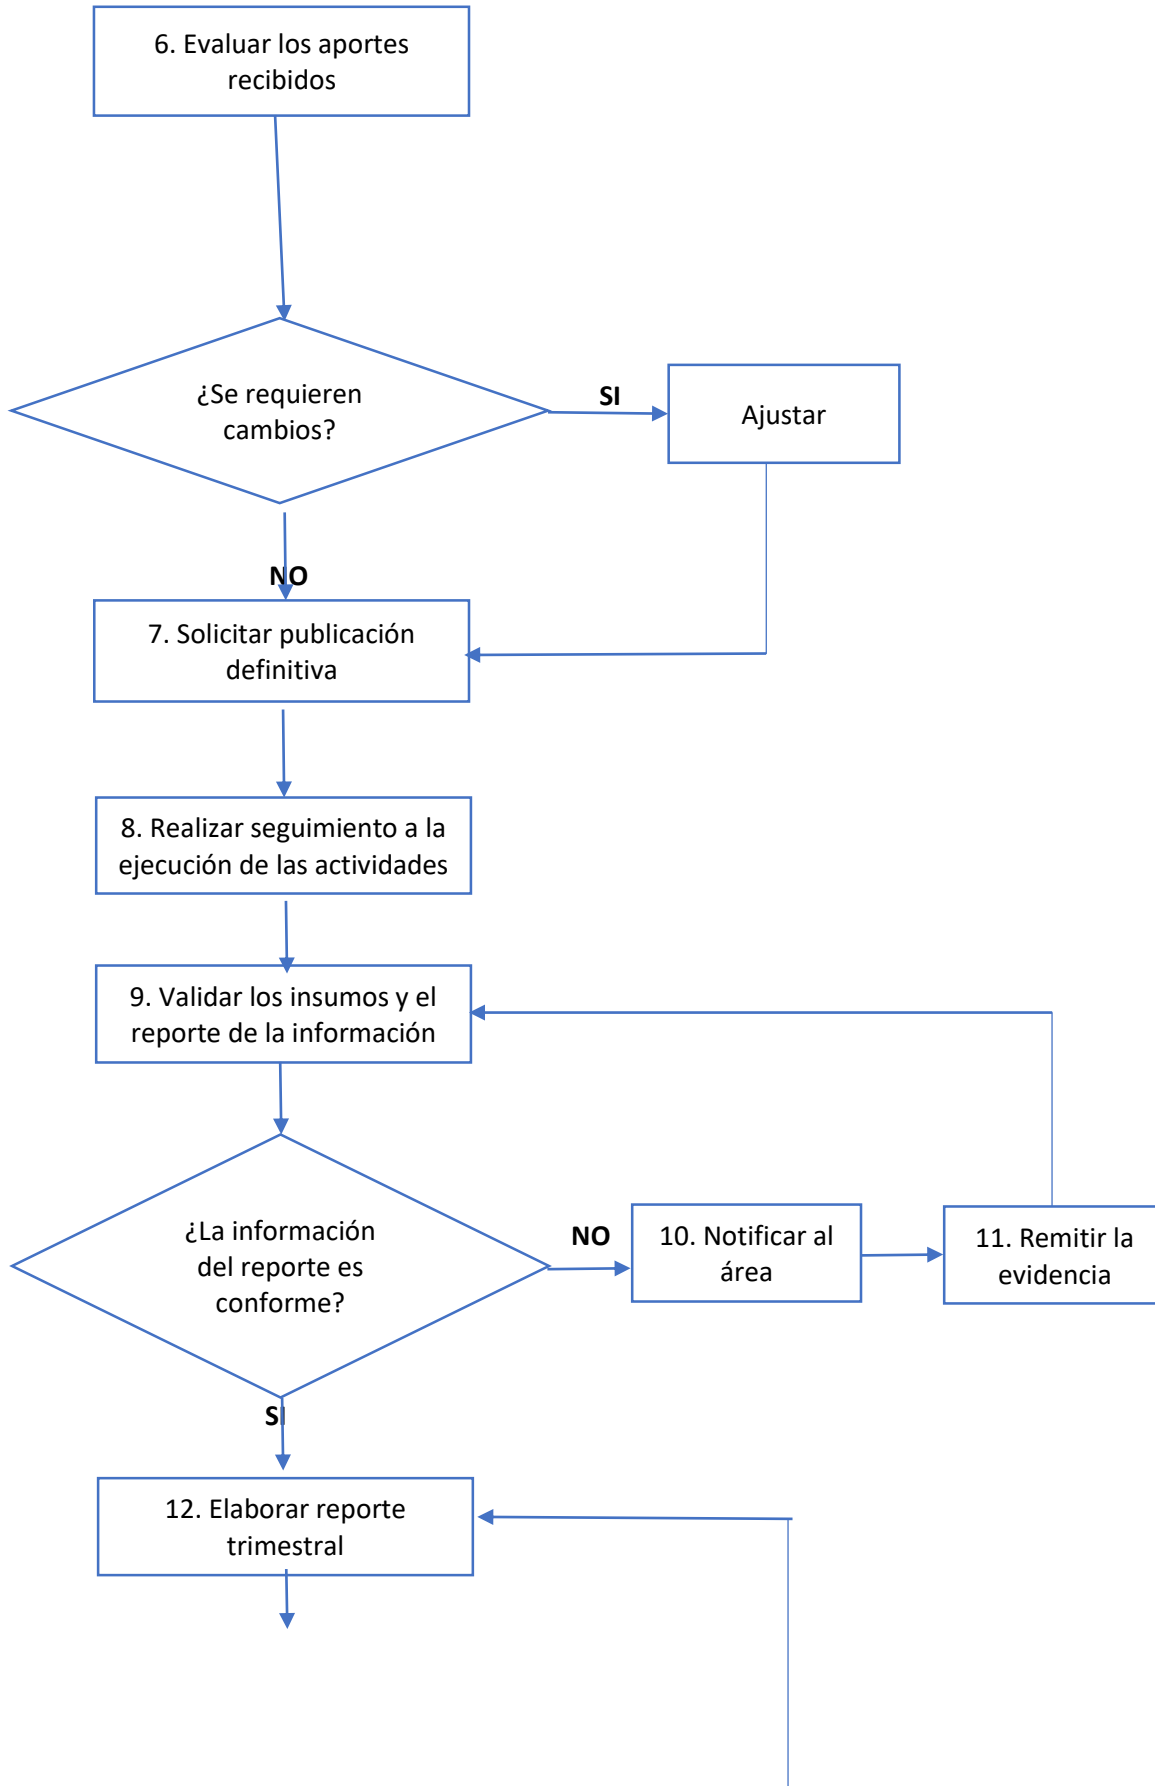 6. Evaluar los aportes
recibidos
¿Se requieren
cambios?
SI
Ajustar
NO
7. Solicitar publicación
definitiva
8. Realizar seguimiento a la
ejecución de las actividades
9. Validar los insumos y el
reporte de la información
¿La información
del reporte es
conforme?
NO
10. Notificar al
área
11. Remitir la
evidencia
SI
12. Elaborar reporte
trimestral